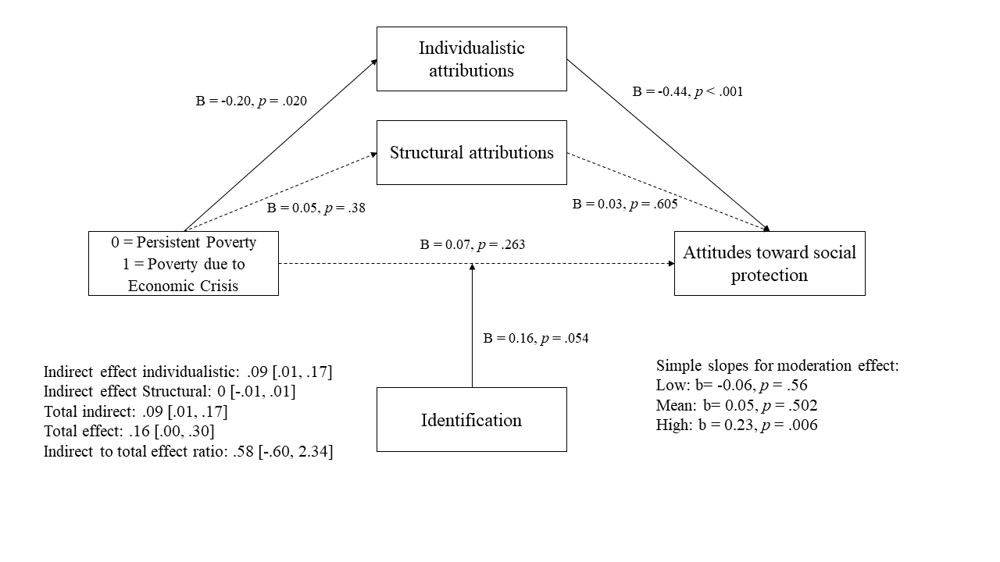 Individualistic
attributions
B = -0.20, p = .020
B = -0.44, p < .001
Structural attributions
B = 0.05, p = .38
B = 0.03, p = .605
0 = Persistent Poverty
1 = Poverty due to
Economic Crisis
B = 0.07, p = .263
Attitudes toward social
protection
B = 0.16, p = .054
Identification
Indirect effect individualistic: .09 [.01, .17]
Indirect effect Structural: 0 [-.01, .01]
Total indirect: .09 [.01, .17]
Total effect: .16 [.00, .30]
Indirect to total effect ratio: .58 [-.60, 2.34]
Simple slopes for moderation effect:
Low: b= -0.06, p = .56
Mean: b= 0.05, p = .502
High: b = 0.23, p = .006